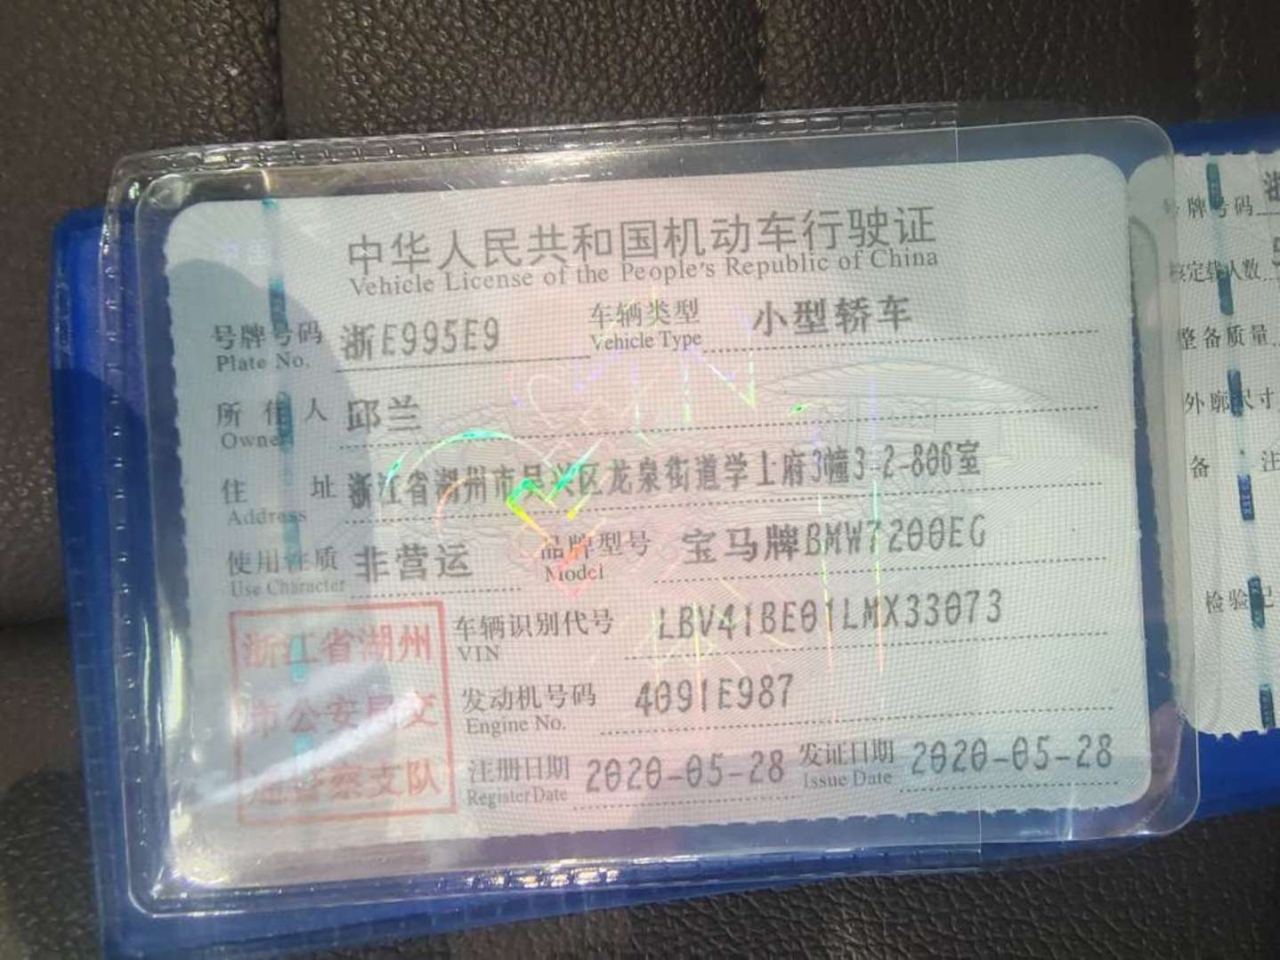 中华人民共和国机动车行驶证
Vehicle License of the People's Republic of China
号牌号码 浙E995E9 车辆类型 小型轿车
Plate No. Vehicle Type
所有人 邱兰
Owner
住址 浙江省湖州市吴兴区龙泉街道学士府3幢3-2-806室
Address
使用性质 非营运 品牌型号 宝马牌BMW7200EG
Use Character Model
车辆识别代号 LBV41BE01LMX33073
VIN
发动机号码 4091E987
Engine No.
注册日期 2020-05-28 发证日期 2020-05-28
Register Date Issue Date
浙江省湖州
市公安局交
通警察支队
号牌号码
核定载人数
整备质量
外廓尺寸
备注
检验记